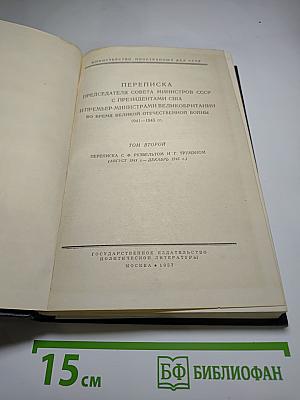 МИНИСТЕРСТВО ИНОСТРАННЫХ ДЕЛ СССР
ПЕРЕПИСКА
ПРЕДСЕДАТЕЛЯ СОВЕТА МИНИСТРОВ СССР
С ПРЕЗИДЕНТАМИ США
И ПРЕМЬЕР-МИНИСТРАМИ ВЕЛИКОБРИТАНИИ
ВО ВРЕМЯ ВЕЛИКОЙ ОТЕЧЕСТВЕННОЙ ВОЙНЫ
1941—1945 гг.
ТОМ ВТОРОЙ
ПЕРЕПИСКА С Ф. РУЗВЕЛЬТОМ И Г. ТРУМЭНОМ
(АВГУСТ 1941 г.—ДЕКАБРЬ 1945 г.)
ГОСУДАРСТВЕННОЕ ИЗДАТЕЛЬСТВО
ПОЛИТИЧЕСКОЙ ЛИТЕРАТУРЫ
МОСКВА • 1957
15 см
БФ БИБЛИОФАН